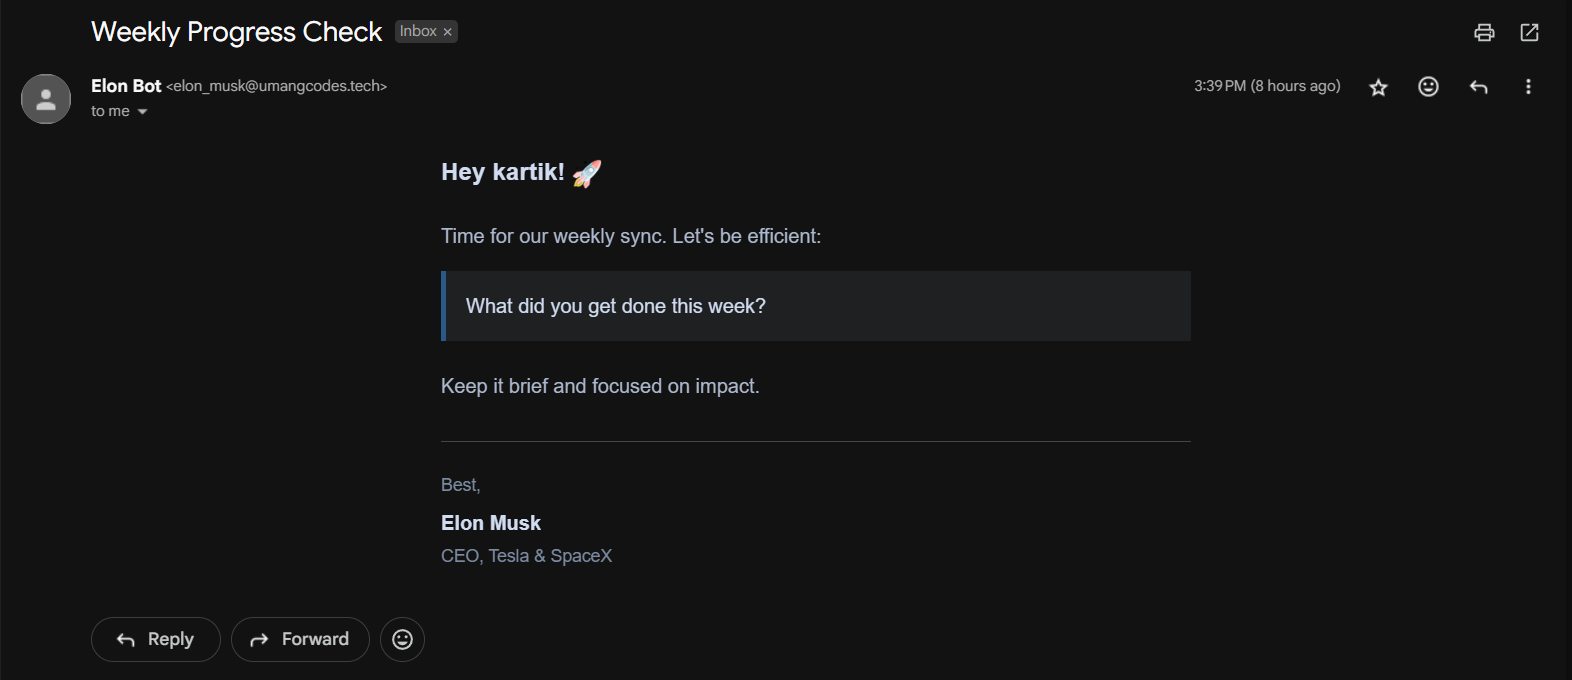 Weekly Progress Check Inbox ×
Elon Bot <elon_musk@umangcodes.tech> 3:39 PM (8 hours ago)
to me
Hey kartik! 🚀
Time for our weekly sync. Let's be efficient:
What did you get done this week?
Keep it brief and focused on impact.
Best,
Elon Musk
CEO, Tesla & SpaceX
Reply Forward